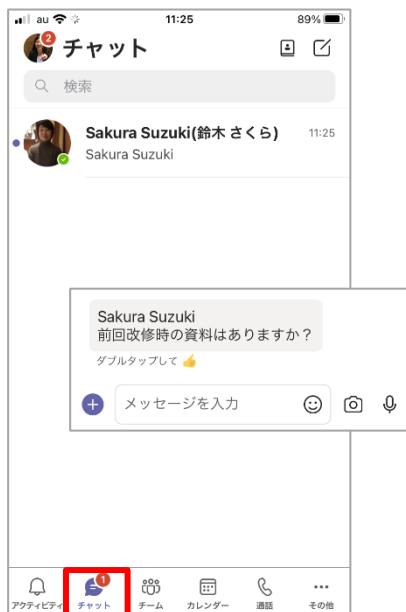 au 11:25 89%
2 チャット
検索
Sakura Suzuki(鈴木 さくら) 11:25
Sakura Suzuki
Sakura Suzuki
前回改修時の資料はありますか？
ダブルタップして 👍
メッセージを入力
1
アクティビティ チャット チーム カレンダー 通話 その他